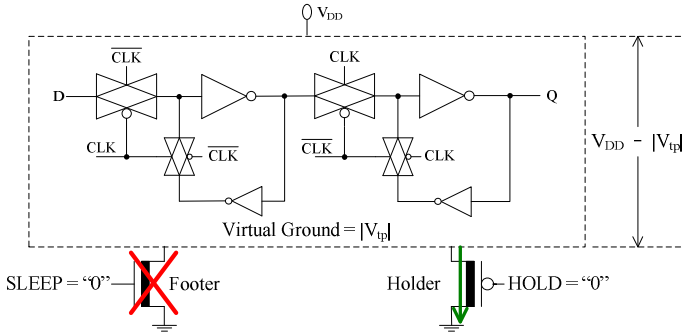 V_DD
CLK̅ CLK
D Q
CLK CLK̅ CLK̅ CLK
V_DD - |V_tp|
Virtual Ground = |V_tp|
SLEEP = “0” Footer Holder HOLD = “0”